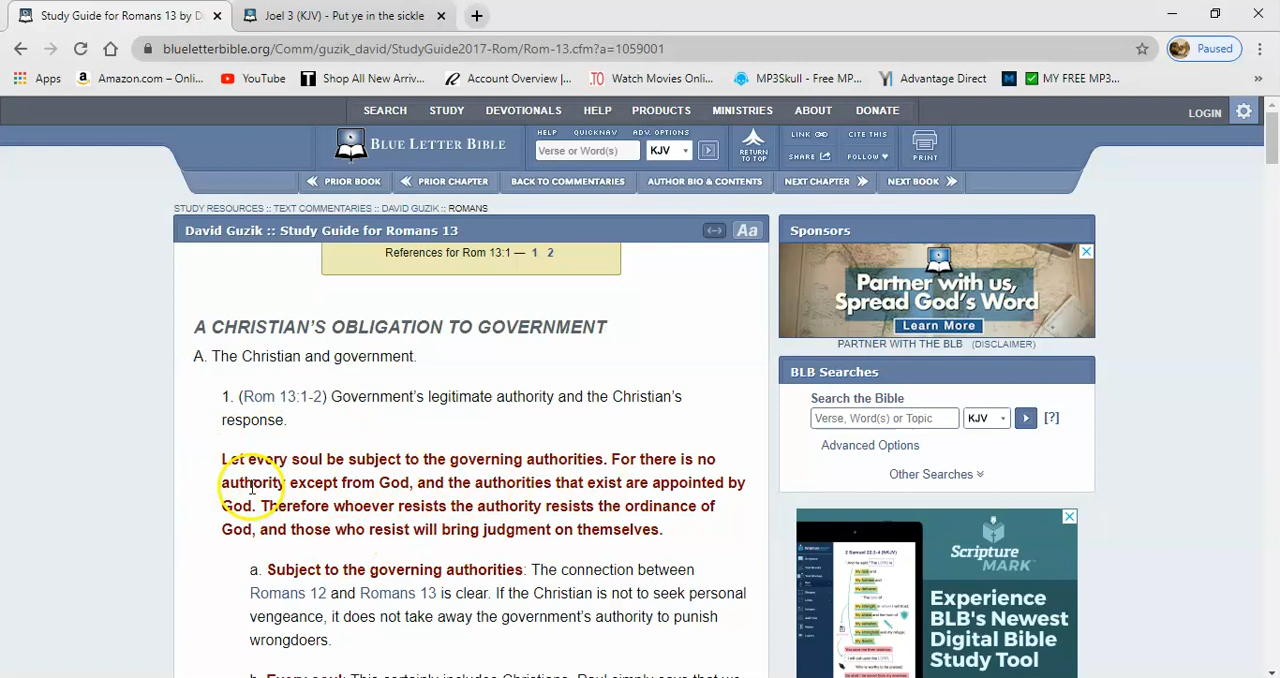 Study Guide for Romans 13 by D
Joel 3 (KJV) - Put ye in the sickle
blueletterbible.org/Comm/guzik_david/StudyGuide2017-Rom/Rom-13.cfm?a=1059001
Paused
Apps
Amazon.com – Onli...
YouTube
Shop All New Arriv...
Account Overview |...
Watch Movies Onlin...
MP3Skull - Free MP...
Advantage Direct
MY FREE MP3...
SEARCH STUDY DEVOTIONALS HELP PRODUCTS MINISTRIES ABOUT DONATE
LOGIN
BLUE LETTER BIBLE
HELP QUICKNAV ADV. OPTIONS
Verse or Word(s)
KJV
RETURN
TO TOP
LINK
CITE THIS
SHARE
FOLLOW
PRINT
PRIOR BOOK
PRIOR CHAPTER
BACK TO COMMENTARIES
AUTHOR BIO & CONTENTS
NEXT CHAPTER
NEXT BOOK
STUDY RESOURCES :: TEXT COMMENTARIES :: DAVID GUZIK :: ROMANS
David Guzik :: Study Guide for Romans 13
Aa
References for Rom 13:1 — 1 2
A CHRISTIAN'S OBLIGATION TO GOVERNMENT
A. The Christian and government.
1. (Rom 13:1-2) Government's legitimate authority and the Christian's
response.
Let every soul be subject to the governing authorities. For there is no
authority except from God, and the authorities that exist are appointed by
God. Therefore whoever resists the authority resists the ordinance of
God, and those who resist will bring judgment on themselves.
governing authorities: The connection between
Romans 12 and Romans 13 is clear. If the Christian is not to seek personal
vengeance, it does not take away the government's authority to punish
wrongdoers.
Sponsors
Partner with us,
Spread God's Word
Learn More
PARTNER WITH THE BLB (DISCLAIMER)
BLB Searches
Search the Bible
Verse, Word(s) or Topic
KJV
[?]
Advanced Options
Other Searches
Scripture
MARK
Experience
BLB's Newest
Digital Bible
Study Tool